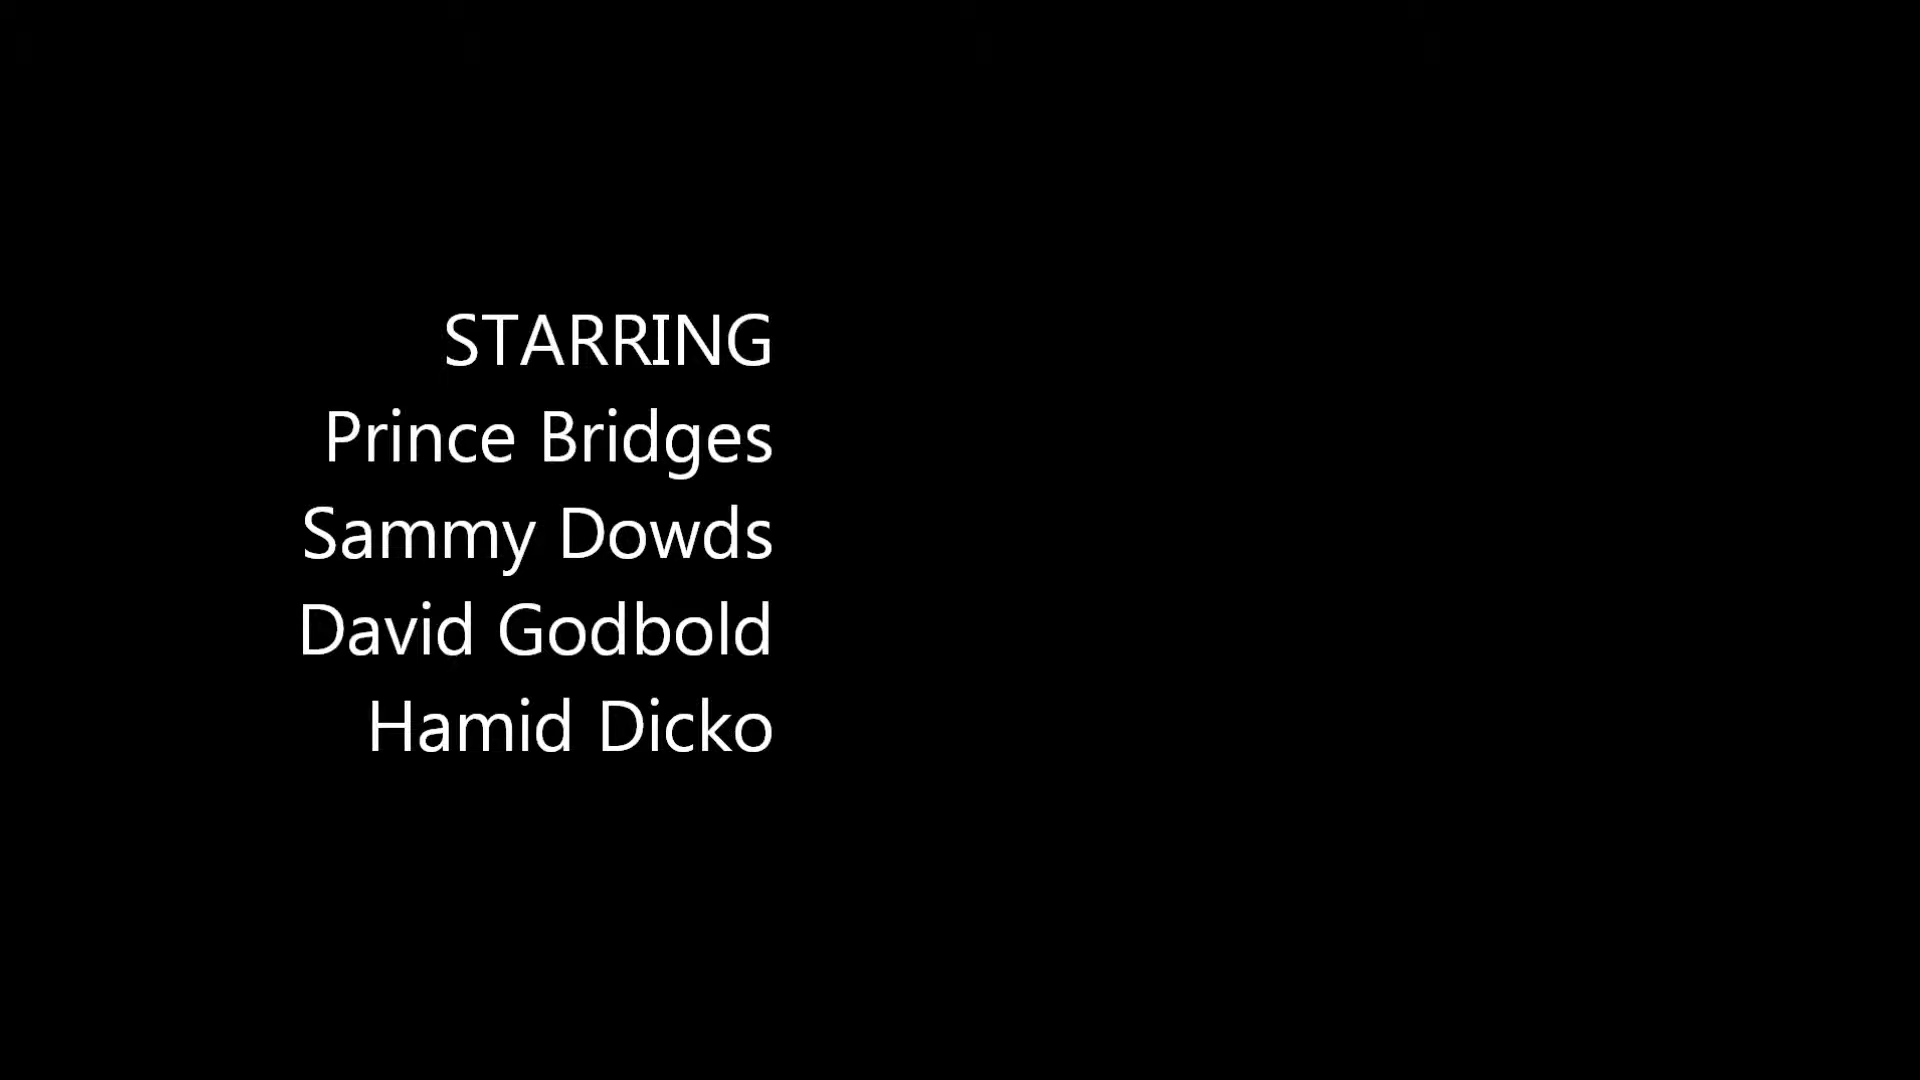 STARRING
Prince Bridges
Sammy Dowds
David Godbold
Hamid Dicko